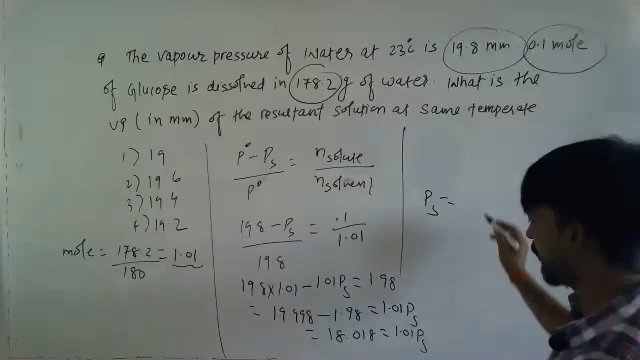 Q The vapour pressure of Water at 23°C is 19.8 mm 0.1 mole
of Glucose is dissolved in 178.2 g of water. What is the
VP (in mm) of the resultant solution at same temperate
1) 19
2) 19.6
3) 19.4
4) 19.2
mole = 178.2 / 180 = 1.01
P° - Ps / P° = nsolute / nsolvent
19.8 - Ps / 19.8 = .1 / 1.01
19.8 x 1.01 - 1.01 Ps = 1.98
= 19.998 - 1.98 = 1.01 Ps
= 18.018 = 1.01 Ps
Ps =